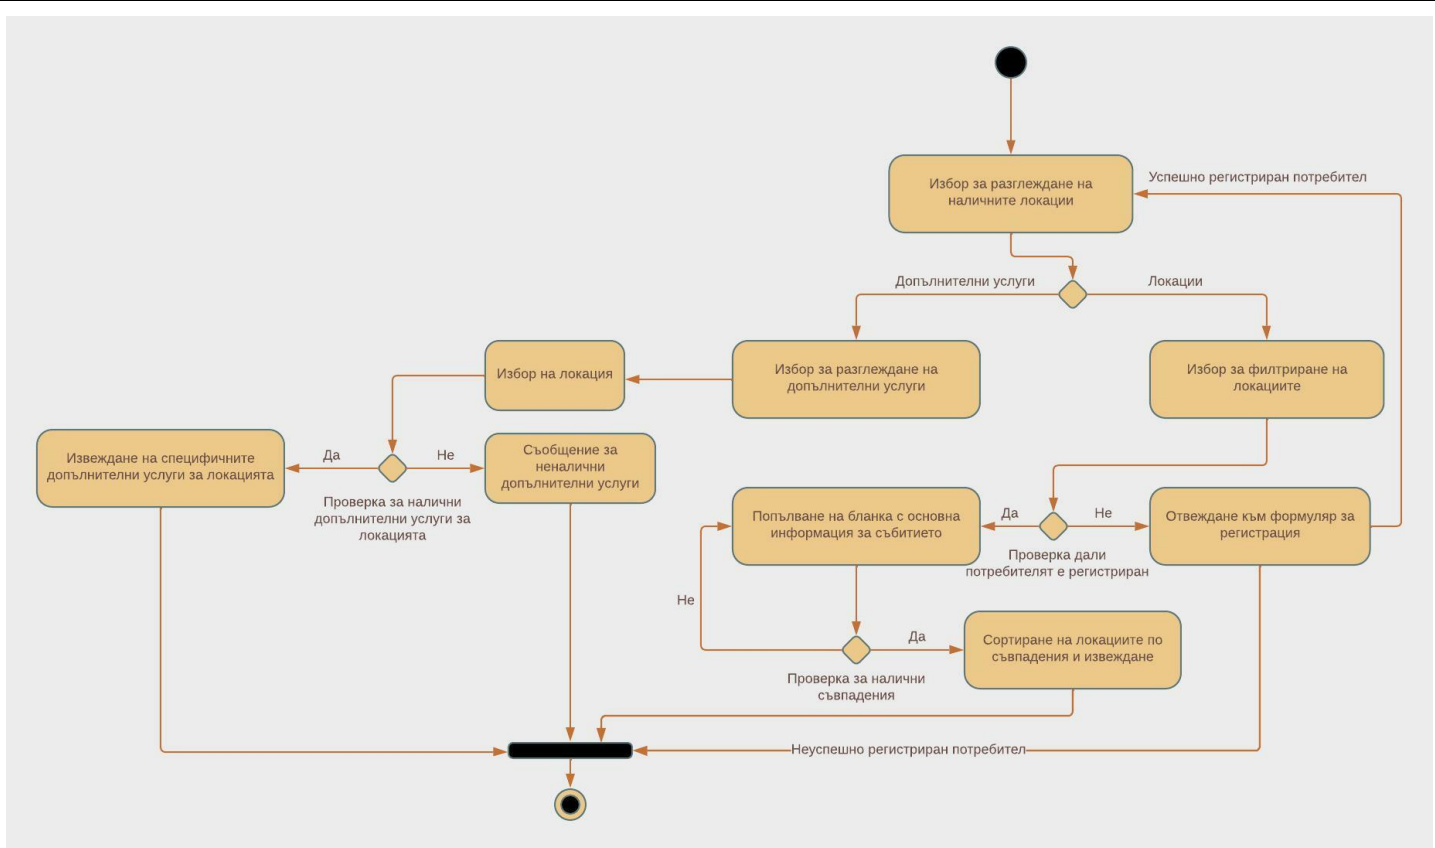 Избор за разглеждане на
наличните локации
Успешно регистриран потребител
Допълнителни услуги
Локации
Избор на локация
Избор за разглеждане на
допълнителни услуги
Избор за филтриране на
локациите
Извеждане на специфичните
допълнителни услуги за локацията
Да
Не
Съобщение за
неналични
допълнителни услуги
Проверка за налични
допълнителни услуги за
локацията
Попълване на бланка с основна
информация за събитието
Да
Не
Отвеждане към формуляр за
регистрация
Проверка дали
потребителят е регистриран
Не
Да
Сортиране на локациите по
съвпадения и извеждане
Проверка за налични
съвпадения
Неуспешно регистриран потребител